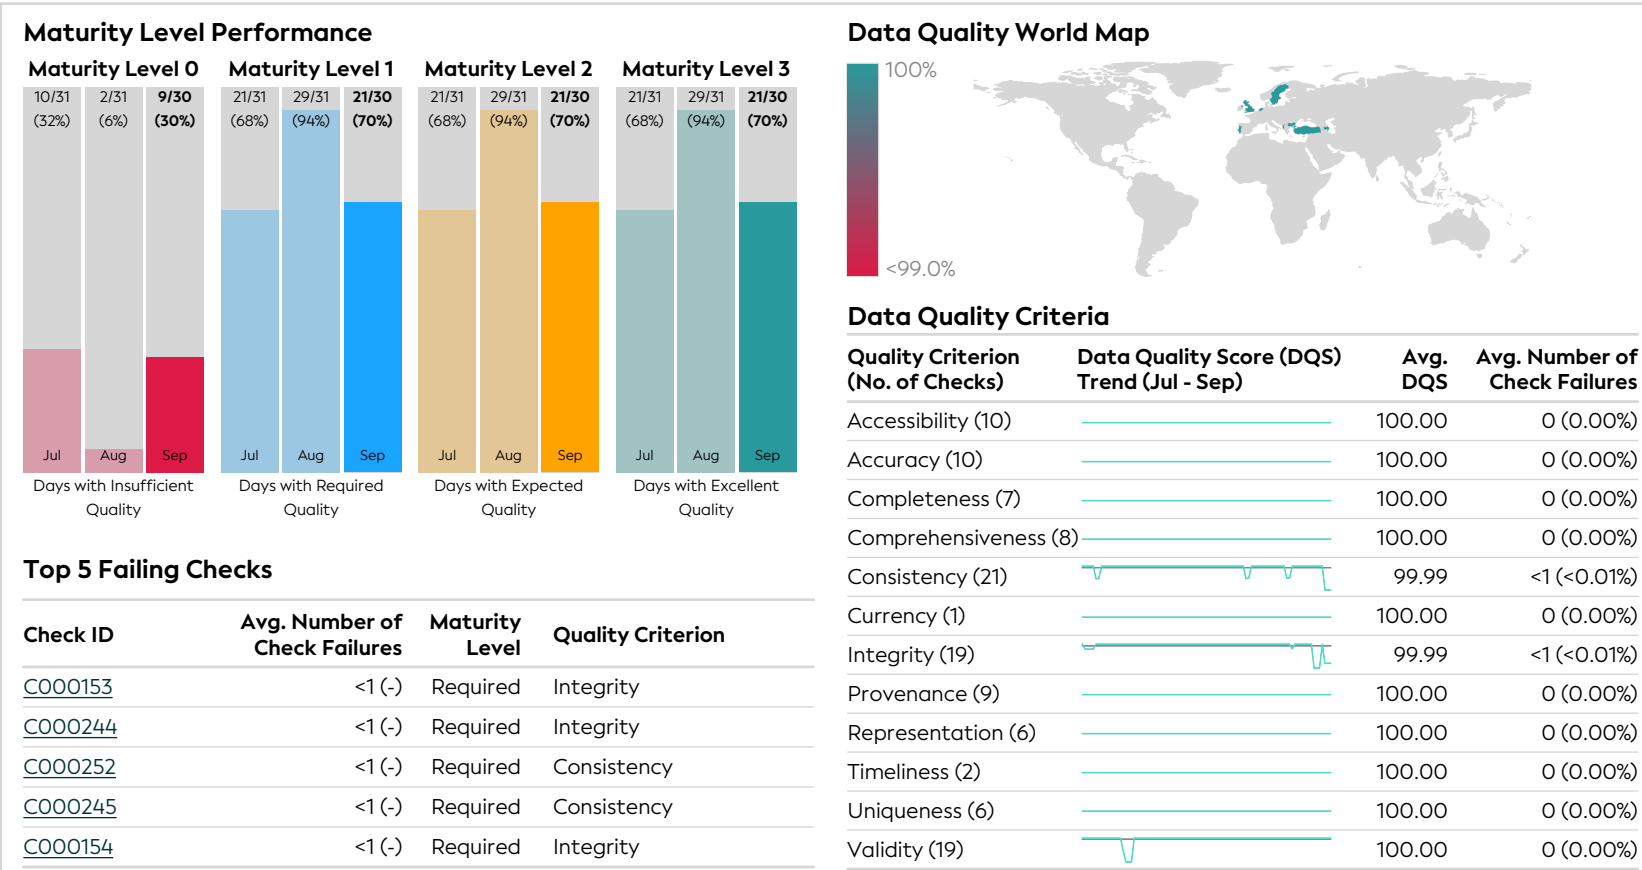 Maturity Level Performance
Maturity Level 0
Maturity Level 1
Maturity Level 2
Maturity Level 3
10/31 2/31 9/30
(32%) (6%) (30%)
Jul Aug Sep
Days with Insufficient
Quality
21/31 29/31 21/30
(68%) (94%) (70%)
Jul Aug Sep
Days with Required
Quality
21/31 29/31 21/30
(68%) (94%) (70%)
Jul Aug Sep
Days with Expected
Quality
21/31 29/31 21/30
(68%) (94%) (70%)
Jul Aug Sep
Days with Excellent
Quality
Top 5 Failing Checks
Check ID Avg. Number of Check Failures Maturity Level Quality Criterion
C000153 <1 (-) Required Integrity
C000244 <1 (-) Required Integrity
C000252 <1 (-) Required Consistency
C000245 <1 (-) Required Consistency
C000154 <1 (-) Required Integrity
Data Quality World Map
100%
<99.0%
Data Quality Criteria
Quality Criterion Data Quality Score (DQS) Avg. Avg. Number of
(No. of Checks) Trend (Jul - Sep) DQS Check Failures
Accessibility (10) 100.00 0 (0.00%)
Accuracy (10) 100.00 0 (0.00%)
Completeness (7) 100.00 0 (0.00%)
Comprehensiveness (8) 100.00 0 (0.00%)
Consistency (21) 99.99 <1 (<0.01%)
Currency (1) 100.00 0 (0.00%)
Integrity (19) 99.99 <1 (<0.01%)
Provenance (9) 100.00 0 (0.00%)
Representation (6) 100.00 0 (0.00%)
Timeliness (2) 100.00 0 (0.00%)
Uniqueness (6) 100.00 0 (0.00%)
Validity (19) 100.00 0 (0.00%)